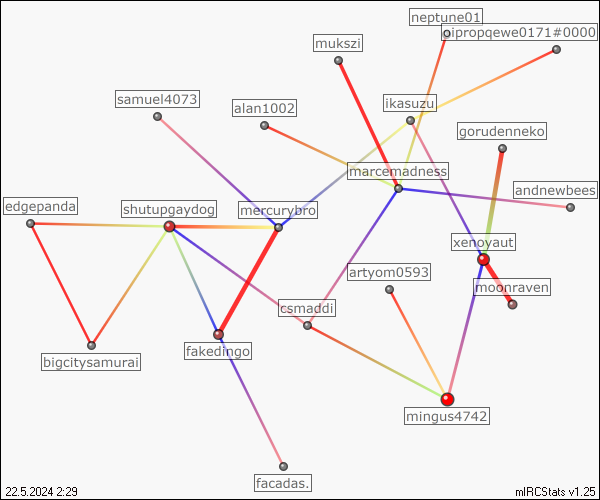 neptune01
pipropqewe0171#0000
mukszi
samuel4073
alan1002
ikasuzu
gorudenneko
marcemadness
andnewbees
edgepanda
shutupgaydog
mercurybro
xenoyaut
artyom0593
moonraven
csmaddi
bigcitysamurai
fakedingo
mingus4742
facadas.
22.5.2024 2:29
mIRCStats v1.25